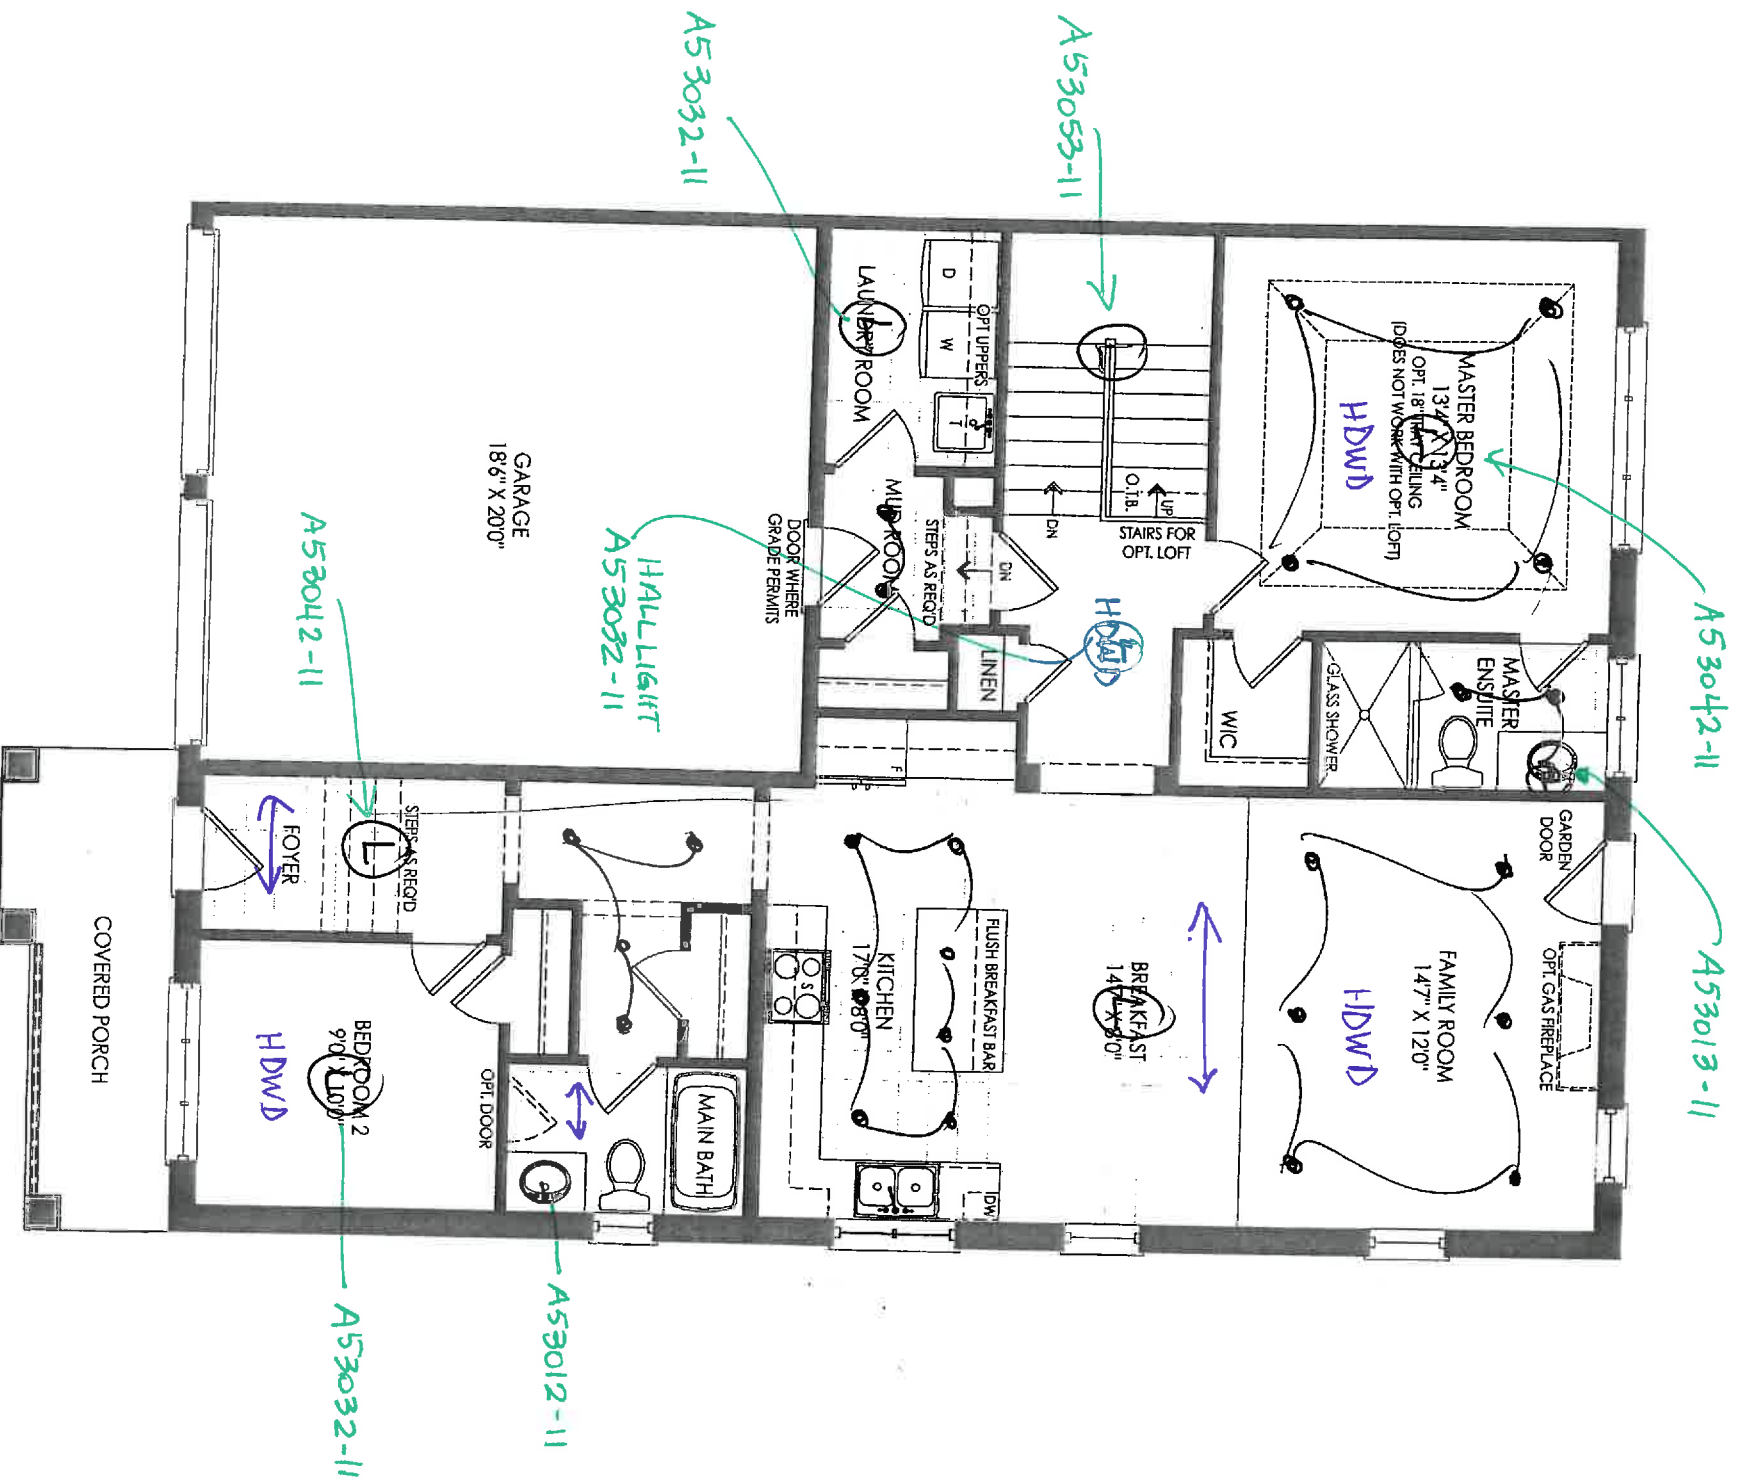 A53042-11
A53013-11
A53053-11
A53032-11
MASTER BEDROOM
13'4" X 13'4"
OPT. 18" TRAY CEILING
(DOES NOT WORK WITH OPT. LOFT)
HDWD
L
MASTER
ENSUITE
GLASS SHOWER
WIC
GARDEN
DOOR
OPT. GAS FIREPLACE
FAMILY ROOM
14'7" X 12'0"
HDWD
UP
O.T.B.
DN
STAIRS FOR
OPT. LOFT
HDWD
L
BREAKFAST
14'7" X 8'0"
L
OPT UPPERS
D
W
T
LAUNDRY ROOM
L
MUD ROOM
STEPS AS REQ'D
DN
LINEN
DOOR WHERE
GRADE PERMITS
F
FLUSH BREAKFAST BAR
KITCHEN
S
DW
HALL LIGHT
A53032-11
GARAGE
18'6" X 20'0"
MAIN BATH
OPT. DOOR
A53012-11
A53042-11
STEPS AS REQ'D
L
FOYER
BEDROOM 2
9'0" X 10'0"
L
HDWD
A53032-11
COVERED PORCH